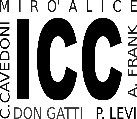 MIRO' ALICE
C.CAVEDONI
ICC
A. FRANK
DON GATTI P. LEVI